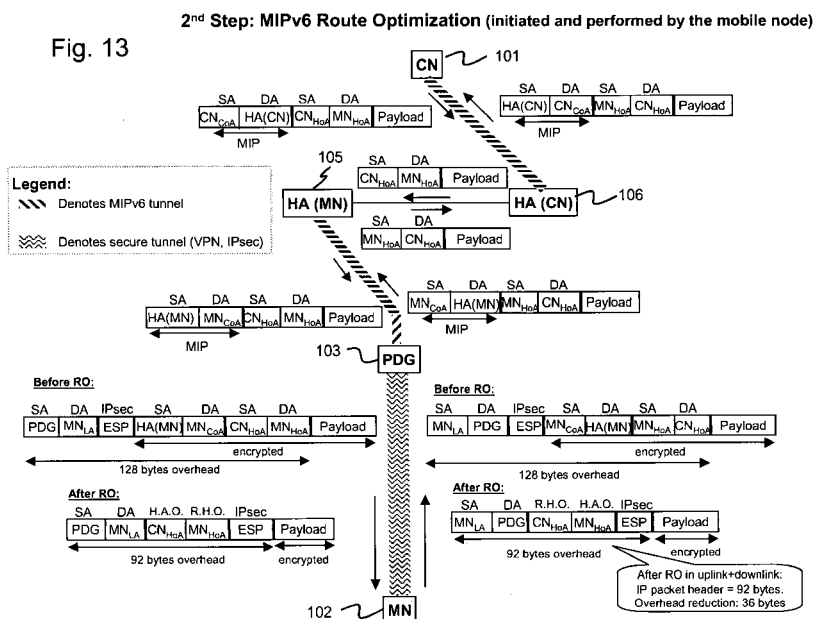 2nd Step: MIPv6 Route Optimization (initiated and performed by the mobile node)
Fig. 13
CN
101
SA DA SA DA
CNCoA HA(CN) CNHoA MNHoA Payload
MIP
SA DA SA DA
HA(CN) CNCoA MNHoA CNHoA Payload
MIP
Legend:
Denotes MIPv6 tunnel
Denotes secure tunnel (VPN, IPsec)
105
HA (MN)
SA DA
CNHoA MNHoA Payload
HA (CN)
106
SA DA
MNHoA CNHoA Payload
SA DA SA DA
HA(MN) MNCoA CNHoA MNHoA Payload
MIP
SA DA SA DA
MNCoA HA(MN) MNHoA CNHoA Payload
MIP
103
PDG
Before RO:
SA DA IPsec SA DA SA DA
PDG MNLA ESP HA(MN) MNCoA CNHoA MNHoA Payload
encrypted
128 bytes overhead
Before RO:
SA DA IPsec SA DA SA DA
MNLA PDG ESP MNCoA HA(MN) MNHoA CNHoA Payload
encrypted
128 bytes overhead
After RO:
SA DA H.A.O. R.H.O. IPsec
PDG MNLA CNHoA MNHoA ESP Payload
92 bytes overhead encrypted
After RO:
SA DA R.H.O. H.A.O. IPsec
MNLA PDG CNHoA MNHoA ESP Payload
92 bytes overhead encrypted
After RO in uplink+downlink:
IP packet header = 92 bytes.
Overhead reduction: 36 bytes
102
MN